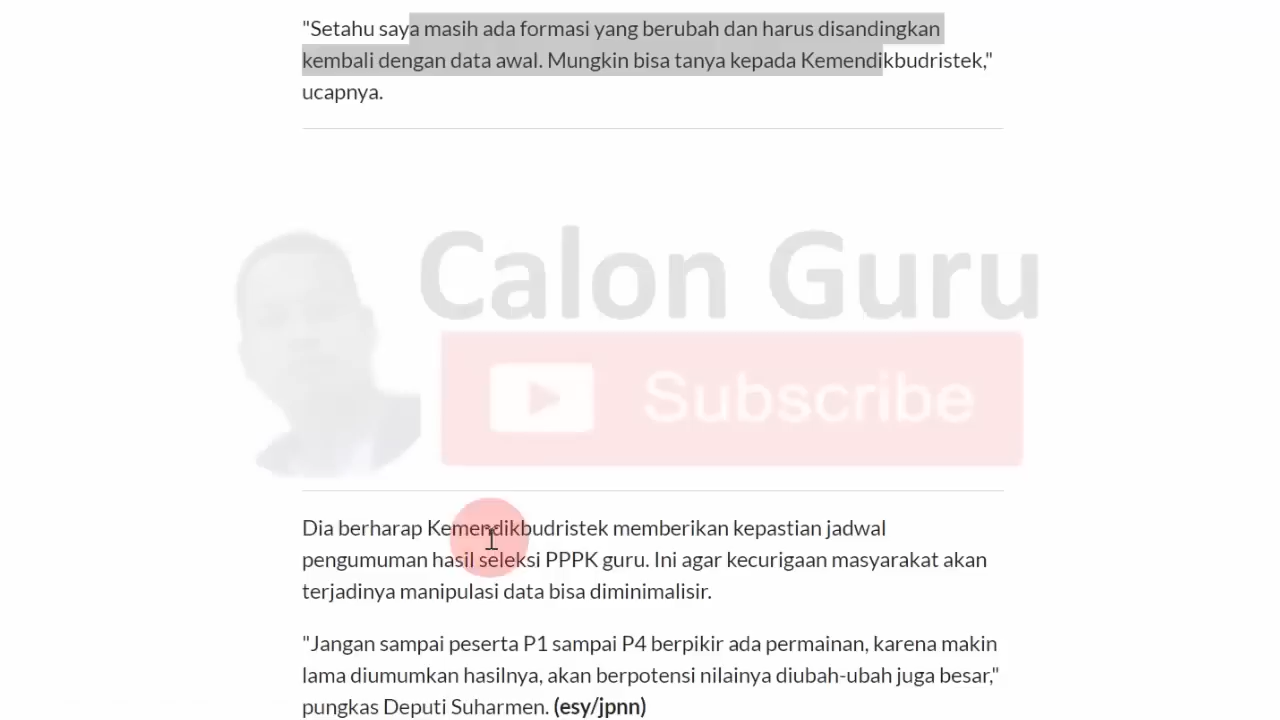 "Setahu saya masih ada formasi yang berubah dan harus disandingkan
kembali dengan data awal. Mungkin bisa tanya kepada Kemendikbudristek,"
ucapnya.
Calon Guru
Subscribe
Dia berharap Kemendikbudristek memberikan kepastian jadwal
pengumuman hasil seleksi PPPK guru. Ini agar kecurigaan masyarakat akan
terjadinya manipulasi data bisa diminimalisir.
"Jangan sampai peserta P1 sampai P4 berpikir ada permainan, karena makin
lama diumumkan hasilnya, akan berpotensi nilainya diubah-ubah juga besar,"
pungkas Deputi Suharmen. (esy/jpnn)